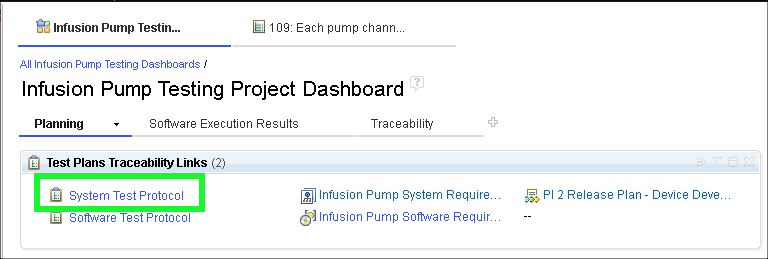 Infusion Pump Testin... 109: Each pump chann...
All Infusion Pump Testing Dashboards /
Infusion Pump Testing Project Dashboard ?
Planning Software Execution Results Traceability
Test Plans Traceability Links (2)
System Test Protocol Infusion Pump System Require... PI 2 Release Plan - Device Deve...
Software Test Protocol Infusion Pump Software Requir... --